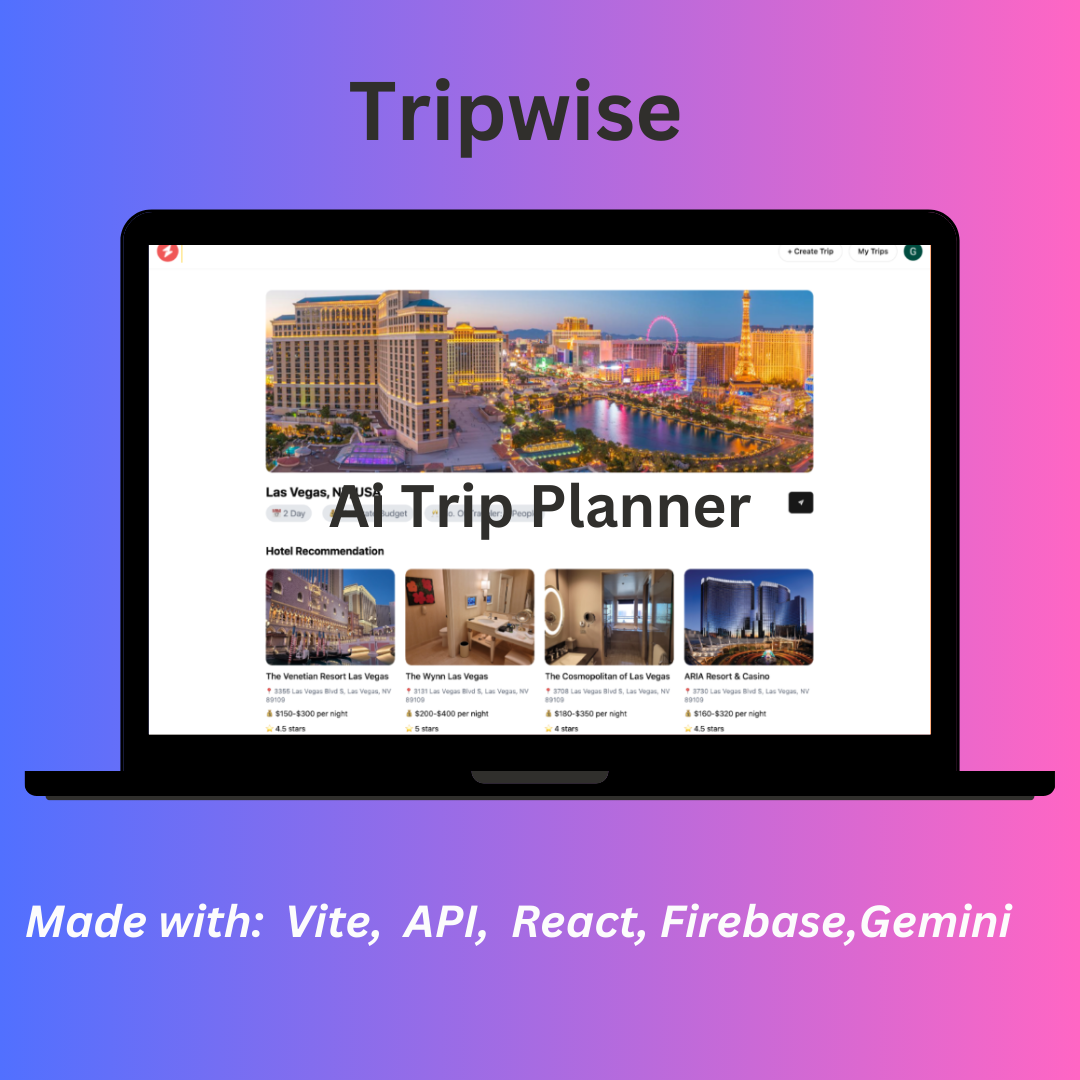 Tripwise
+ Create Trip My Trips G
Las Vegas, N USA
Ai Trip Planner
2 Day
Hotel Recommendation
The Venetian Resort Las Vegas
3355 Las Vegas Blvd S, Las Vegas, NV
89109
$150-$300 per night
4.5 stars
The Wynn Las Vegas
3131 Las Vegas Blvd S, Las Vegas, NV
89109
$200-$400 per night
5 stars
The Cosmopolitan of Las Vegas
3708 Las Vegas Blvd S, Las Vegas, NV
89109
$180-$350 per night
4 stars
ARIA Resort & Casino
3730 Las Vegas Blvd S, Las Vegas, NV
89109
$160-$320 per night
4.5 stars
Made with: Vite, API, React, Firebase,Gemini